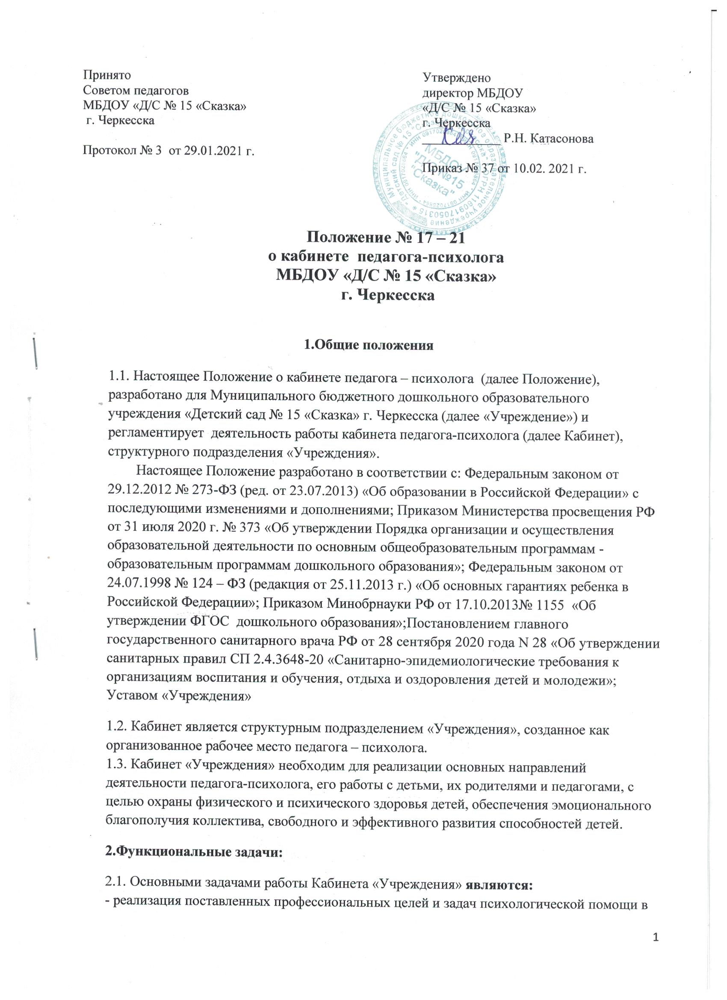 Принято
Советом педагогов
МБДОУ «Д/С № 15 «Сказка»
г. Черкесска
Протокол № 3 от 29.01.2021 г.
Утверждено
директор МБДОУ
«Д/С № 15 «Сказка»
г. Черкесска
Р.Н. Катасонова
Приказ № 37 от 10.02. 2021 г.
Муниципальное бюджетное дошкольное образовательное учреждение
МБДОУ
"Д/С №15
"Сказка"
Положение № 17 – 21
о кабинете педагога-психолога
МБДОУ «Д/С № 15 «Сказка»
г. Черкесска
1.Общие положения
1.1. Настоящее Положение о кабинете педагога – психолога (далее Положение),
разработано для Муниципального бюджетного дошкольного образовательного
учреждения «Детский сад № 15 «Сказка» г. Черкесска (далее «Учреждение») и
регламентирует деятельность работы кабинета педагога-психолога (далее Кабинет),
структурного подразделения «Учреждения».
Настоящее Положение разработано в соответствии с: Федеральным законом от
29.12.2012 № 273-ФЗ (ред. от 23.07.2013) «Об образовании в Российской Федерации» с
последующими изменениями и дополнениями; Приказом Министерства просвещения РФ
от 31 июля 2020 г. № 373 «Об утверждении Порядка организации и осуществления
образовательной деятельности по основным общеобразовательным программам -
образовательным программам дошкольного образования»; Федеральным законом от
24.07.1998 № 124 – ФЗ (редакция от 25.11.2013 г.) «Об основных гарантиях ребенка в
Российской Федерации»; Приказом Минобрнауки РФ от 17.10.2013№ 1155 «Об
утверждении ФГОС дошкольного образования»;Постановлением главного
государственного санитарного врача РФ от 28 сентября 2020 года N 28 «Об утверждении
санитарных правил СП 2.4.3648-20 «Санитарно-эпидемиологические требования к
организациям воспитания и обучения, отдыха и оздоровления детей и молодежи»;
Уставом «Учреждения»
1.2. Кабинет является структурным подразделением «Учреждения», созданное как
организованное рабочее место педагога – психолога.
1.3. Кабинет «Учреждения» необходим для реализации основных направлений
деятельности педагога-психолога, его работы с детьми, их родителями и педагогами, с
целью охраны физического и психического здоровья детей, обеспечения эмоционального
благополучия коллектива, свободного и эффективного развития способностей детей.
2.Функциональные задачи:
2.1. Основными задачами работы Кабинета «Учреждения» являются:
- реализация поставленных профессиональных целей и задач психологической помощи в
1